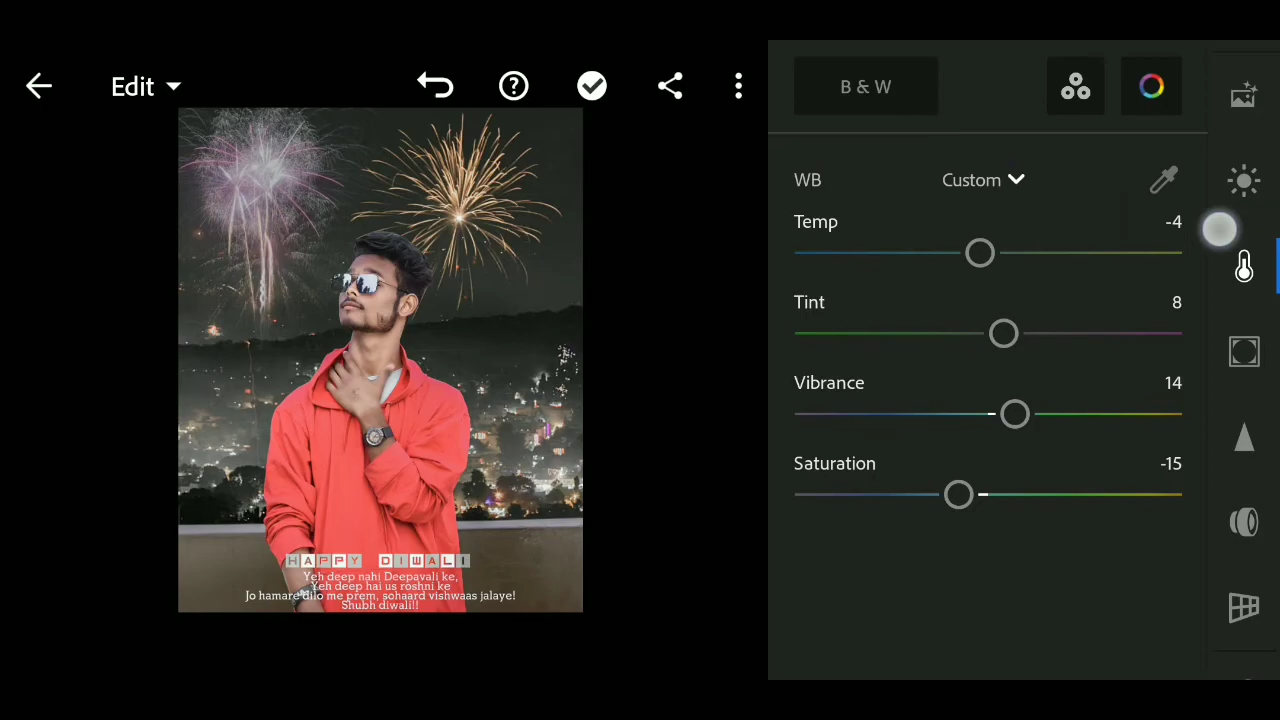 Edit
B & W
WB
Custom
Temp
-4
Tint
8
Vibrance
14
Saturation
-15
HAPPY DIWALI
Yeh deep nahi Deepavali ke,
Yeh deep hai us roshni ke
Jo hamare dilo me prem, sohaard vishwaas jalaye!
Shubh diwali!!